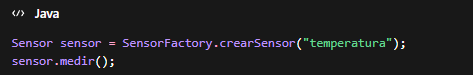 </> Java
Sensor sensor = SensorFactory.crearSensor("temperatura");
sensor.medir();